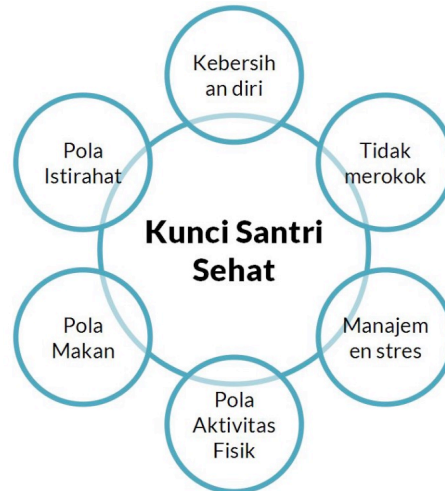 Kebersih
an diri
Tidak
merokok
Manajem
en stres
Pola
Aktivitas
Fisik
Pola
Makan
Pola
Istirahat
Kunci Santri
Sehat